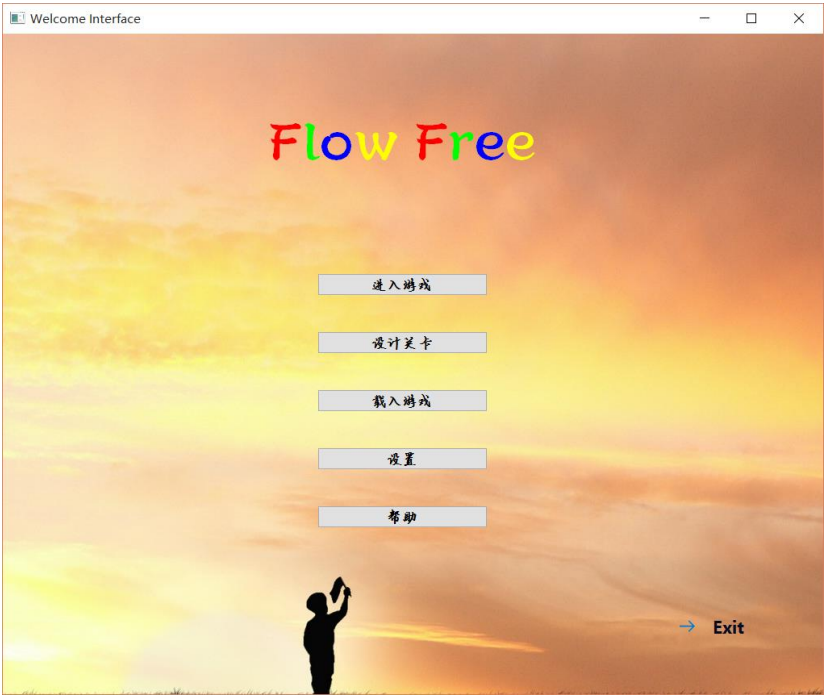 Welcome Interface
Flow Free
进入游戏
设计关卡
载入游戏
设置
帮助
Exit